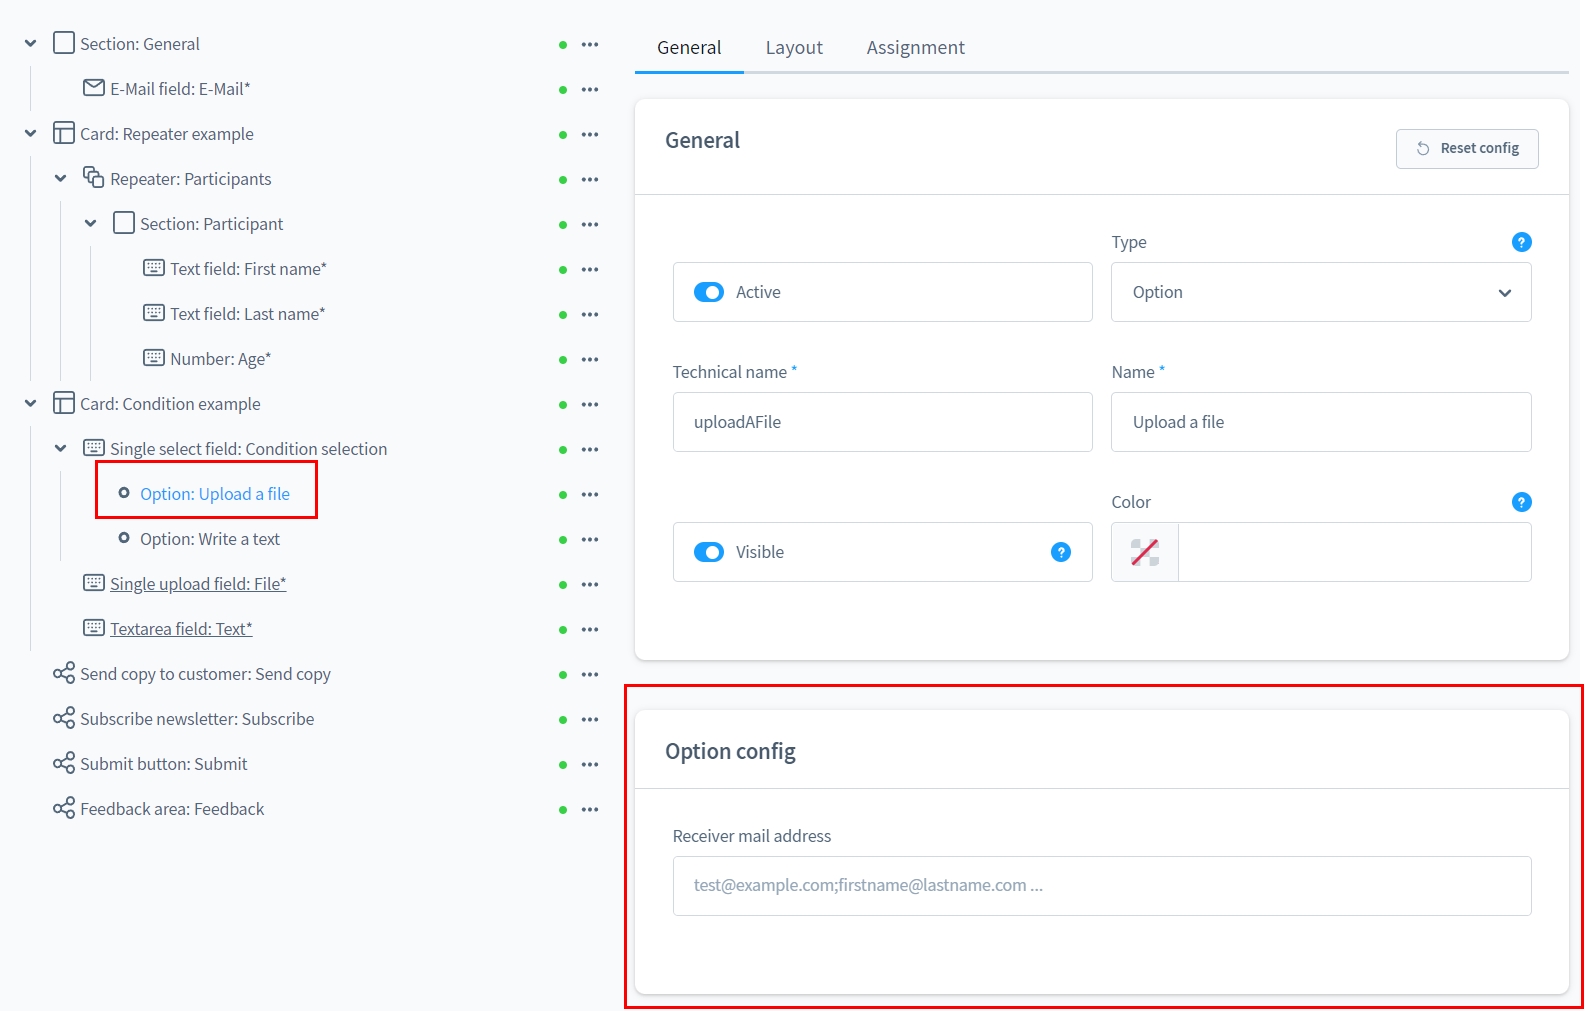 Section: General
E-Mail field: E-Mail*
Card: Repeater example
Repeater: Participants
Section: Participant
Text field: First name*
Text field: Last name*
Number: Age*
Card: Condition example
Single select field: Condition selection
Option: Upload a file
Option: Write a text
Single upload field: File*
Textarea field: Text*
Send copy to customer: Send copy
Subscribe newsletter: Subscribe
Submit button: Submit
Feedback area: Feedback
General Layout Assignment
General
Reset config
Type
?
Active
Option
Technical name *
Name *
uploadAFile
Upload a file
Color
?
Visible
?
Option config
Receiver mail address
test@example.com;firstname@lastname.com ...